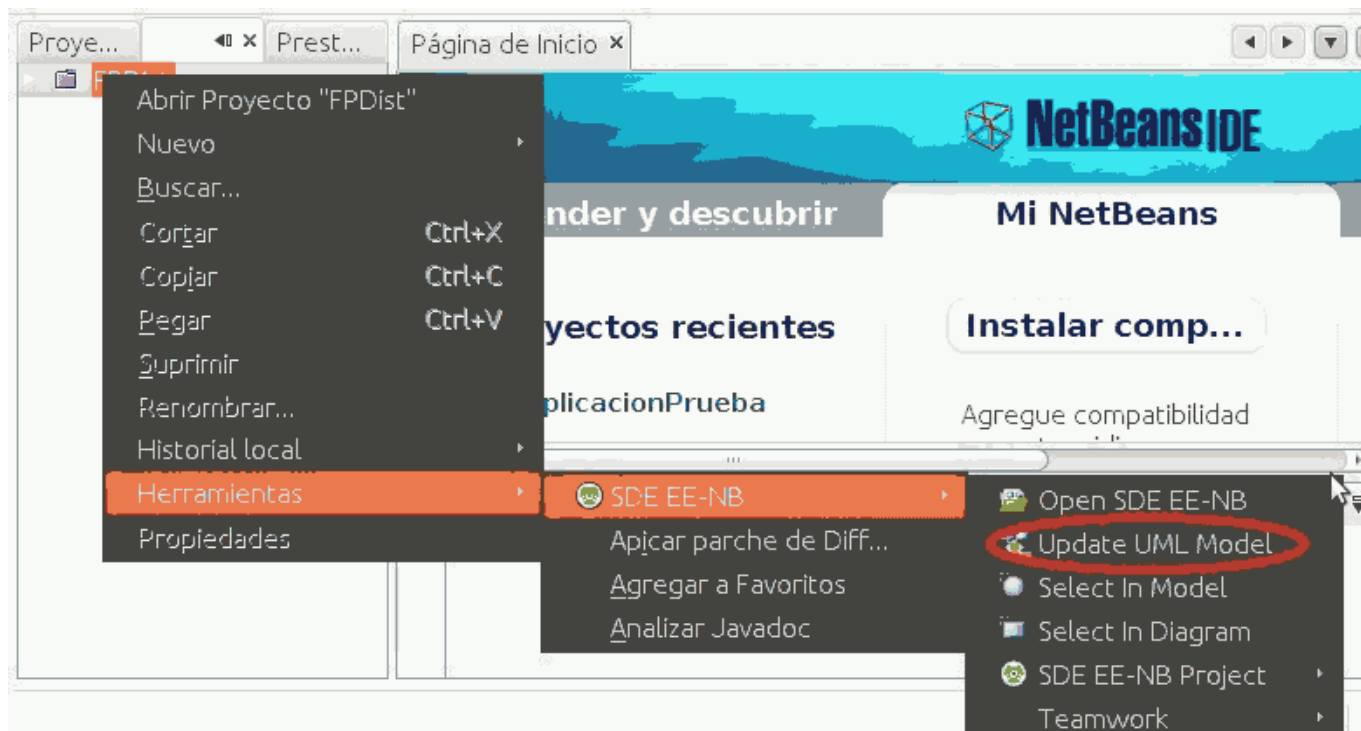 Proye... Prest... Página de Inicio
Abrir Proyecto "FPDist"
Nuevo
Buscar...
Cortar Ctrl+X
Copiar Ctrl+C
Pegar Ctrl+V
Suprimir
Renombrar...
Historial local
Herramientas
Propiedades
NetBeans IDE
nder y descubrir Mi NetBeans
yectos recientes Instalar comp...
plicacionPrueba
Agregue compatibilidad
SDE EE-NB
Apicar parche de Diff...
Agregar a Favoritos
Analizar Javadoc
Open SDE EE-NB
Update UML Model
Select In Model
Select In Diagram
SDE EE-NB Project
Teamwork